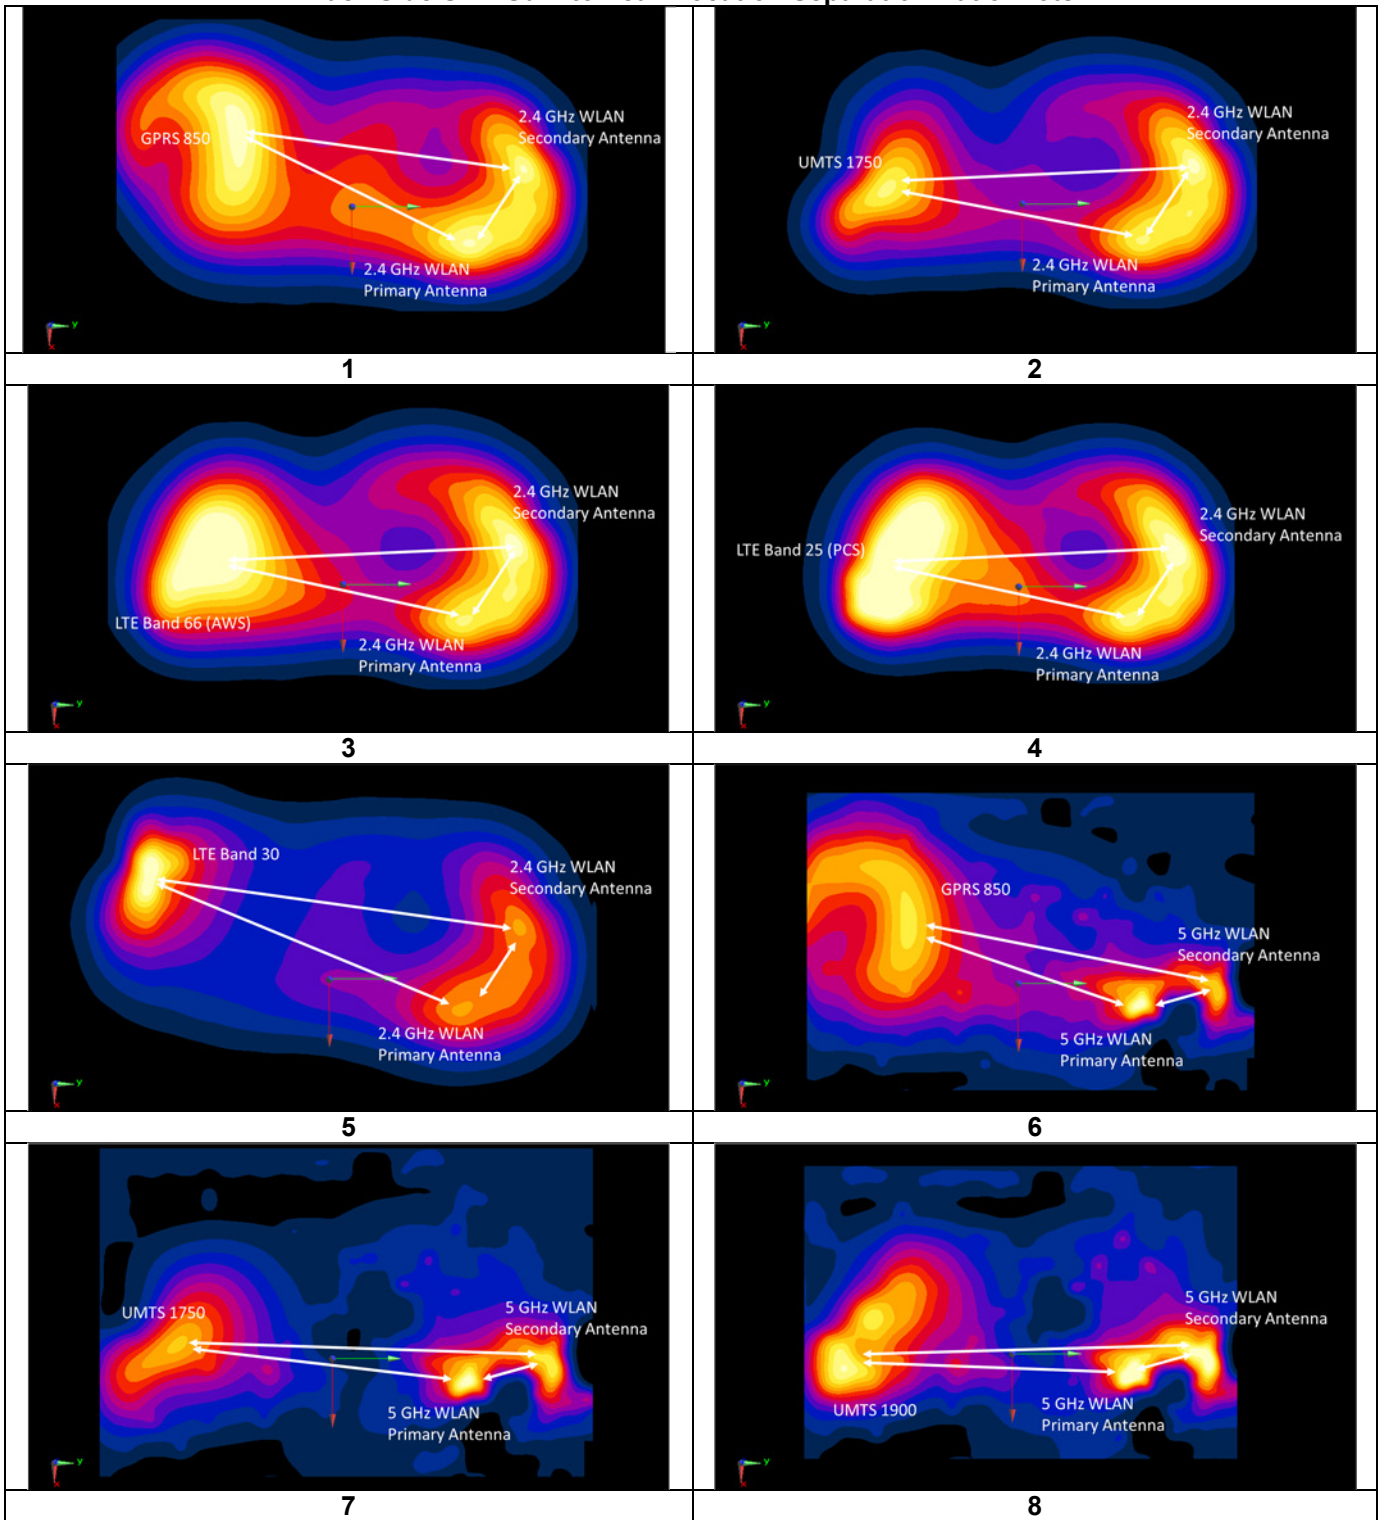 GPRS 850
2.4 GHz WLAN
Secondary Antenna
2.4 GHz WLAN
Primary Antenna
Y
X
1
UMTS 1750
2.4 GHz WLAN
Secondary Antenna
2.4 GHz WLAN
Primary Antenna
Y
X
2
2.4 GHz WLAN
Secondary Antenna
LTE Band 66 (AWS)
2.4 GHz WLAN
Primary Antenna
Y
X
3
2.4 GHz WLAN
Secondary Antenna
LTE Band 25 (PCS)
2.4 GHz WLAN
Primary Antenna
Y
X
4
LTE Band 30
2.4 GHz WLAN
Secondary Antenna
2.4 GHz WLAN
Primary Antenna
Y
X
5
GPRS 850
5 GHz WLAN
Secondary Antenna
5 GHz WLAN
Primary Antenna
Y
X
6
UMTS 1750
5 GHz WLAN
Secondary Antenna
5 GHz WLAN
Primary Antenna
Y
X
7
5 GHz WLAN
Secondary Antenna
UMTS 1900
5 GHz WLAN
Primary Antenna
Y
X
8